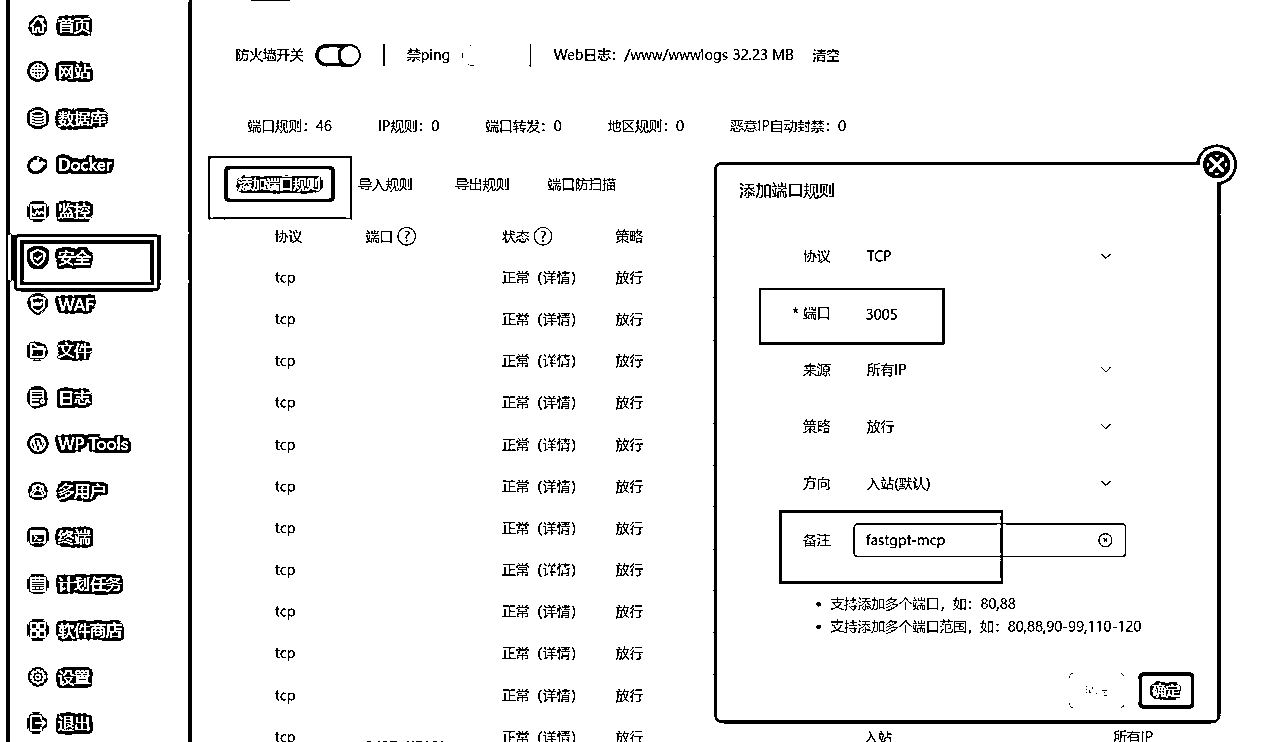 首页
网站
数据库
Docker
监控
安全
WAF
文件
日志
WP Tools
多用户
终端
计划任务
软件商店
设置
退出
防火墙开关 禁ping Web日志：/www/wwwlogs 32.23 MB 清空
端口规则：46 IP规则：0 端口转发：0 地区规则：0 恶意IP自动封禁：0
添加端口规则 导入规则 导出规则 端口防扫描
协议 端口 ? 状态 ? 策略
tcp 正常（详情） 放行
tcp 正常（详情） 放行
tcp 正常（详情） 放行
tcp 正常（详情） 放行
tcp 正常（详情） 放行
tcp 正常（详情） 放行
tcp 正常（详情） 放行
tcp 正常（详情） 放行
tcp 正常（详情） 放行
tcp 正常（详情） 放行
tcp 正常（详情） 放行
tcp 正常（详情） 放行 入站 所有IP
添加端口规则
协议 TCP
* 端口 3005
来源 所有IP
策略 放行
方向 入站(默认)
备注 fastgpt-mcp
• 支持添加多个端口，如：80,88
• 支持添加多个端口范围，如：80,88,90-99,110-120
确定